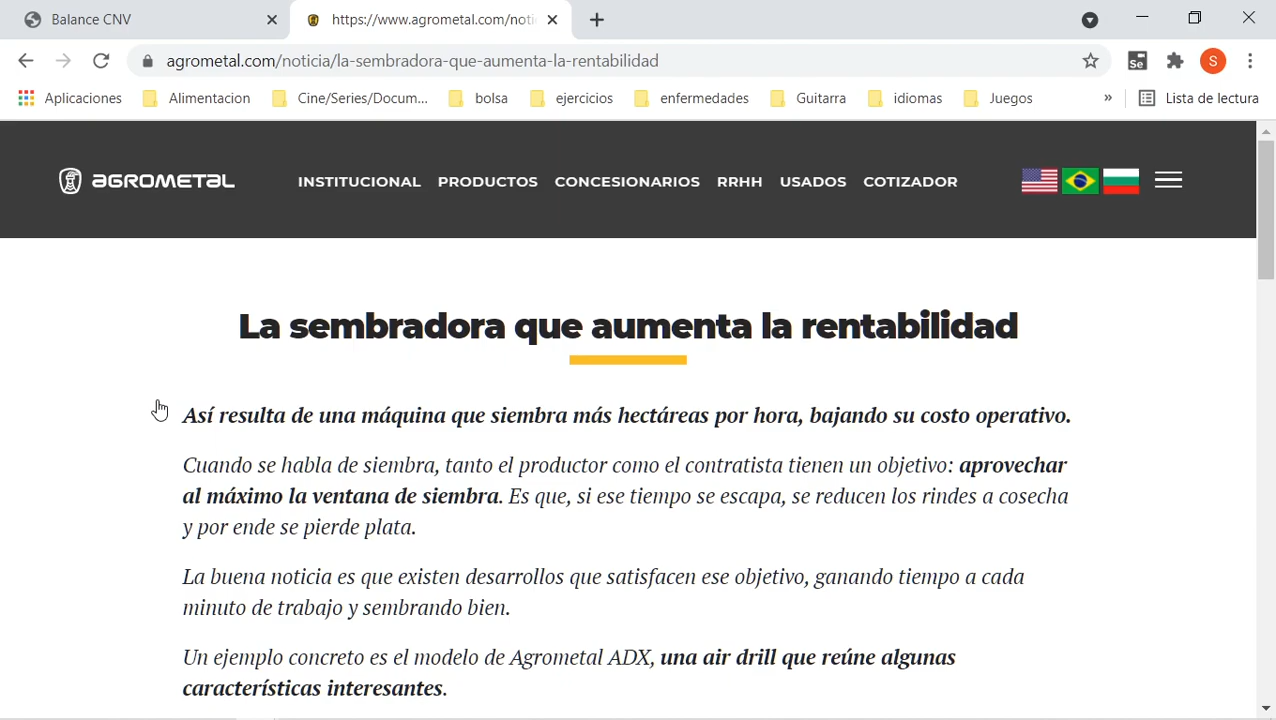 Balance CNV
https://www.agrometal.com/noti
agrometal.com/noticia/la-sembradora-que-aumenta-la-rentabilidad
Se
S
Aplicaciones Alimentacion Cine/Series/Docum... bolsa ejercicios enfermedades Guitarra idiomas Juegos » Lista de lectura
AGROMETAL INSTITUCIONAL PRODUCTOS CONCESIONARIOS RRHH USADOS COTIZADOR
La sembradora que aumenta la rentabilidad
Así resulta de una máquina que siembra más hectáreas por hora, bajando su costo operativo.
Cuando se habla de siembra, tanto el productor como el contratista tienen un objetivo: aprovechar
al máximo la ventana de siembra. Es que, si ese tiempo se escapa, se reducen los rindes a cosecha
y por ende se pierde plata.
La buena noticia es que existen desarrollos que satisfacen ese objetivo, ganando tiempo a cada
minuto de trabajo y sembrando bien.
Un ejemplo concreto es el modelo de Agrometal ADX, una air drill que reúne algunas
características interesantes.